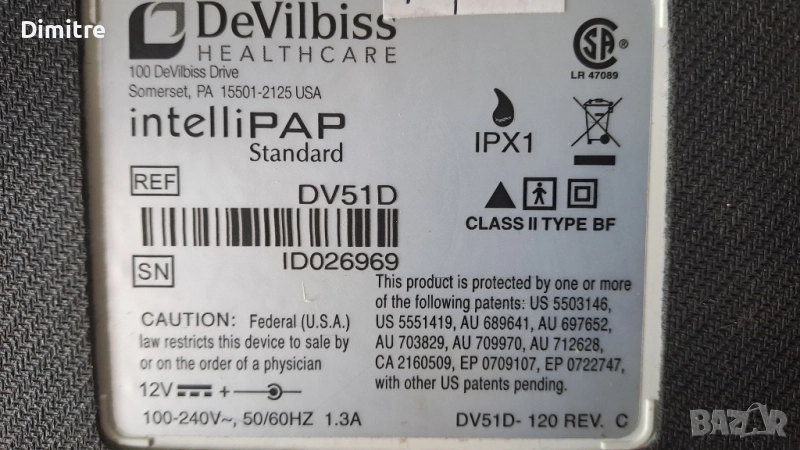 Dimitre
DeVilbiss
HEALTHCARE
100 DeVilbiss Drive
Somerset, PA 15501-2125 USA
intelliPAP
Standard
SA ®
LR 47089
IPX1
REF
DV51D
CLASS II TYPE BF
ID026969
SN
This product is protected by one or more
of the following patents: US 5503146,
US 5551419, AU 689641, AU 697652,
AU 703829, AU 709970, AU 712628,
CA 2160509, EP 0709107, EP 0722747,
with other US patents pending.
CAUTION: Federal (U.S.A.)
law restricts this device to sale by
or on the order of a physician
12V + -
100-240V~, 50/60HZ 1.3A
DV51D- 120 REV. C
BAZAR